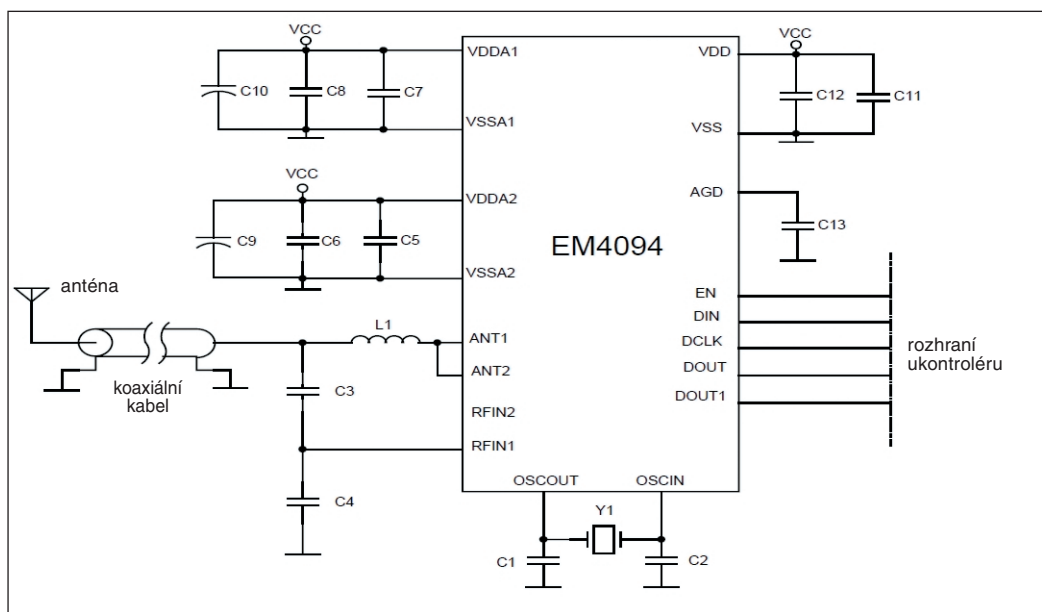 VCC
VDDA1
C10
C8
C7
VSSA1
VCC
VDD
C12
C11
VSS
VCC
VDDA2
C9
C6
C5
VSSA2
AGD
C13
EM4094
anténa
koaxiální
kabel
L1
ANT1
ANT2
C3
RFIN2
RFIN1
C4
EN
DIN
DCLK
DOUT
DOUT1
rozhraní
ukontroléru
OSCOUT
OSCIN
Y1
C1
C2